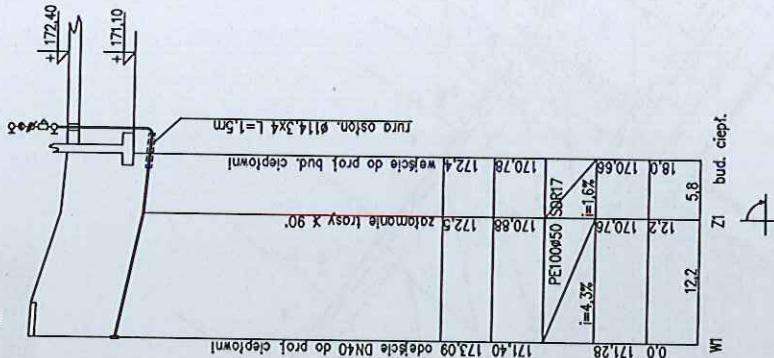 + 172,40
+ 171,10
rura osłon. Ø114,3x4 L=1,5m
odejście DN40 do proj. ciepłowni
załamanie trasy X 90°
wejście do proj. bud. ciepłowni
173,09
172,5
172,4
171,40
170,88
170,78
PE100Ø50 SDR17
i=4,3%
i=1,6%
171,28
170,76
170,66
0,0
12,2
18,0
12,2
5,8
W1
Z1
bud. ciepł.